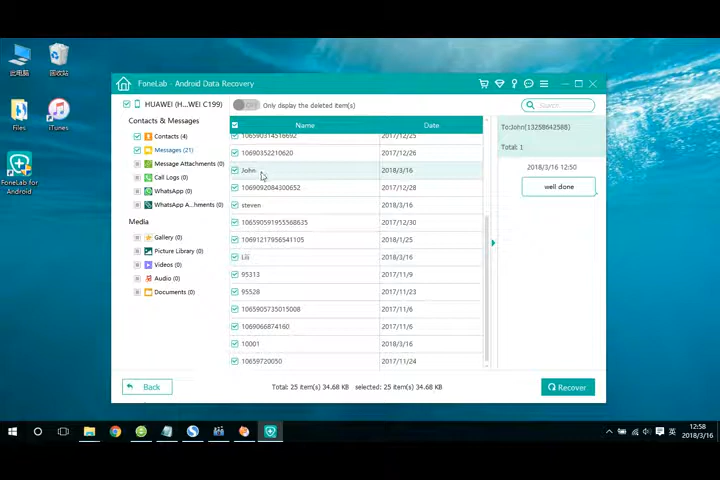 此电脑
回收站
Files
iTunes
FoneLab for
Android
FoneLab - Android Data Recovery
HUAWEI (H...WEI C199)
Contacts & Messages
Contacts (4)
Messages (21)
Message Attachments (0)
Call Logs (0)
WhatsApp (0)
WhatsApp A...hments (0)
Media
Gallery (0)
Picture Library (0)
Videos (0)
Audio (0)
Documents (0)
OFF
Only display the deleted item(s)
Search
Name Date
106590314518692 2017/12/25
10690352210620 2017/12/26
John 2018/3/16
1069092084300652 2017/12/28
steven 2018/3/16
106590591955568635 2017/12/30
10691217956541105 2018/1/25
Lili 2018/3/16
95313 2017/11/9
95528 2017/11/23
1065905735015008 2017/11/6
1069066874160 2017/11/6
10001 2018/3/16
10659720050 2017/11/24
To:John(13258642588)
Total: 1
2018/3/16 12:50
well done
Back
Total: 25 item(s) 34.68 KB selected: 25 item(s) 34.68 KB
Recover
英
12:58
2018/3/16